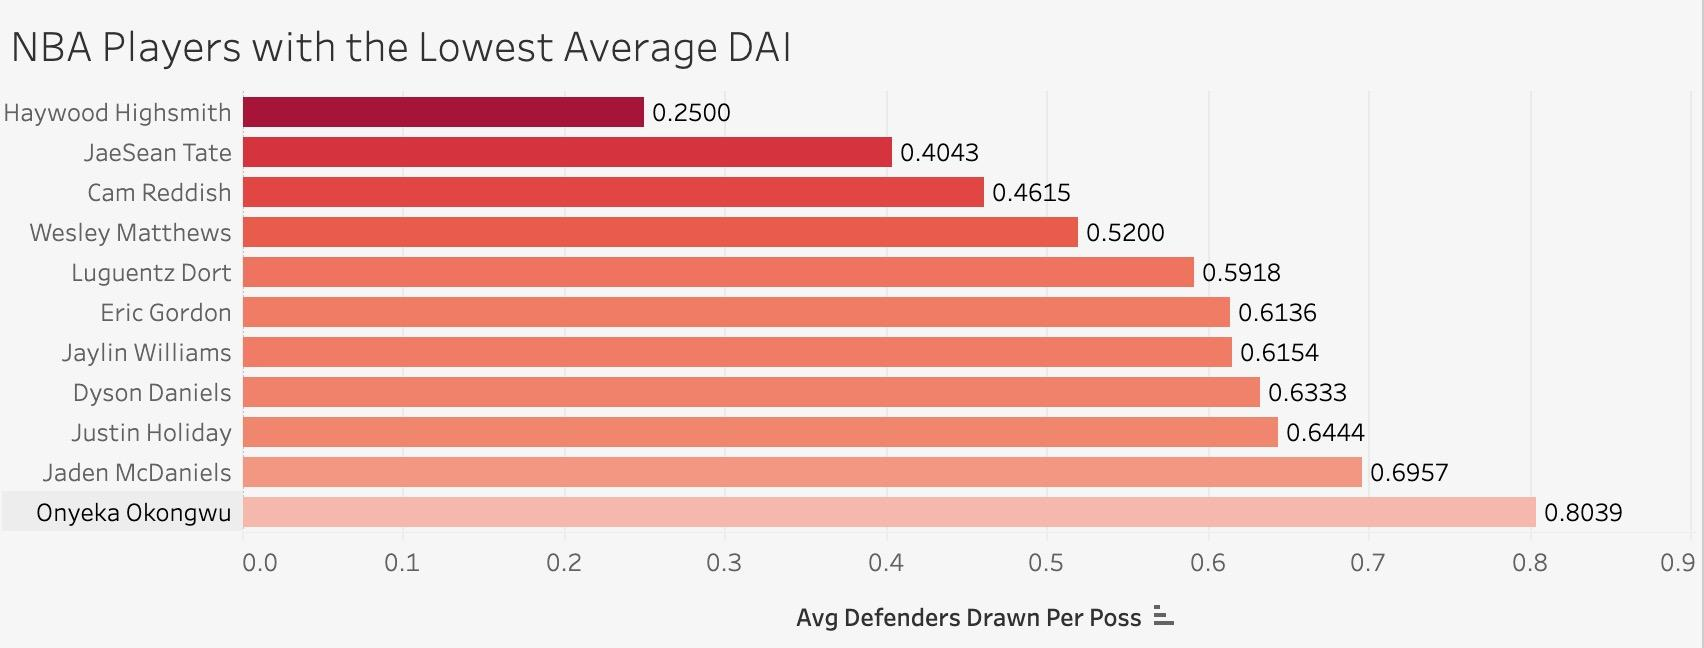 NBA Players with the Lowest Average DAI
Haywood Highsmith 0.2500
JaeSean Tate 0.4043
Cam Reddish 0.4615
Wesley Matthews 0.5200
Luguentz Dort 0.5918
Eric Gordon 0.6136
Jaylin Williams 0.6154
Dyson Daniels 0.6333
Justin Holiday 0.6444
Jaden McDaniels 0.6957
Onyeka Okongwu 0.8039
0.0 0.1 0.2 0.3 0.4 0.5 0.6 0.7 0.8 0.9
Avg Defenders Drawn Per Poss